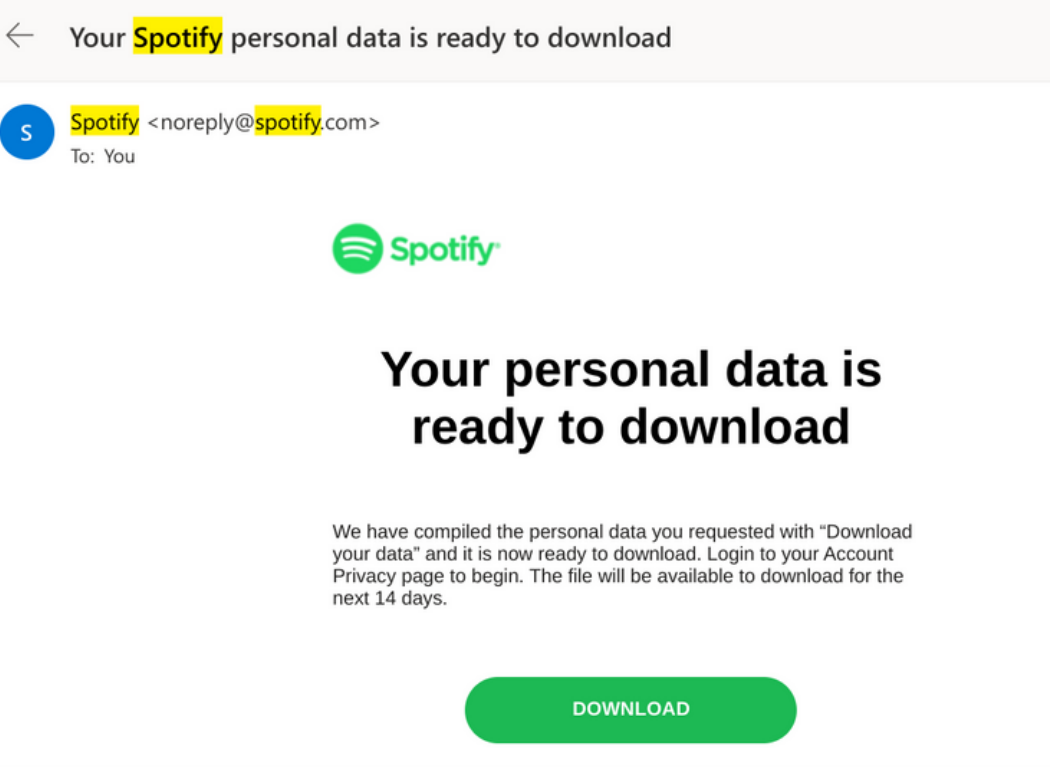 Your Spotify personal data is ready to download
S
Spotify <noreply@spotify.com>
To: You
Spotify®
Your personal data is
ready to download
We have compiled the personal data you requested with “Download
your data” and it is now ready to download. Login to your Account
Privacy page to begin. The file will be available to download for the
next 14 days.
DOWNLOAD